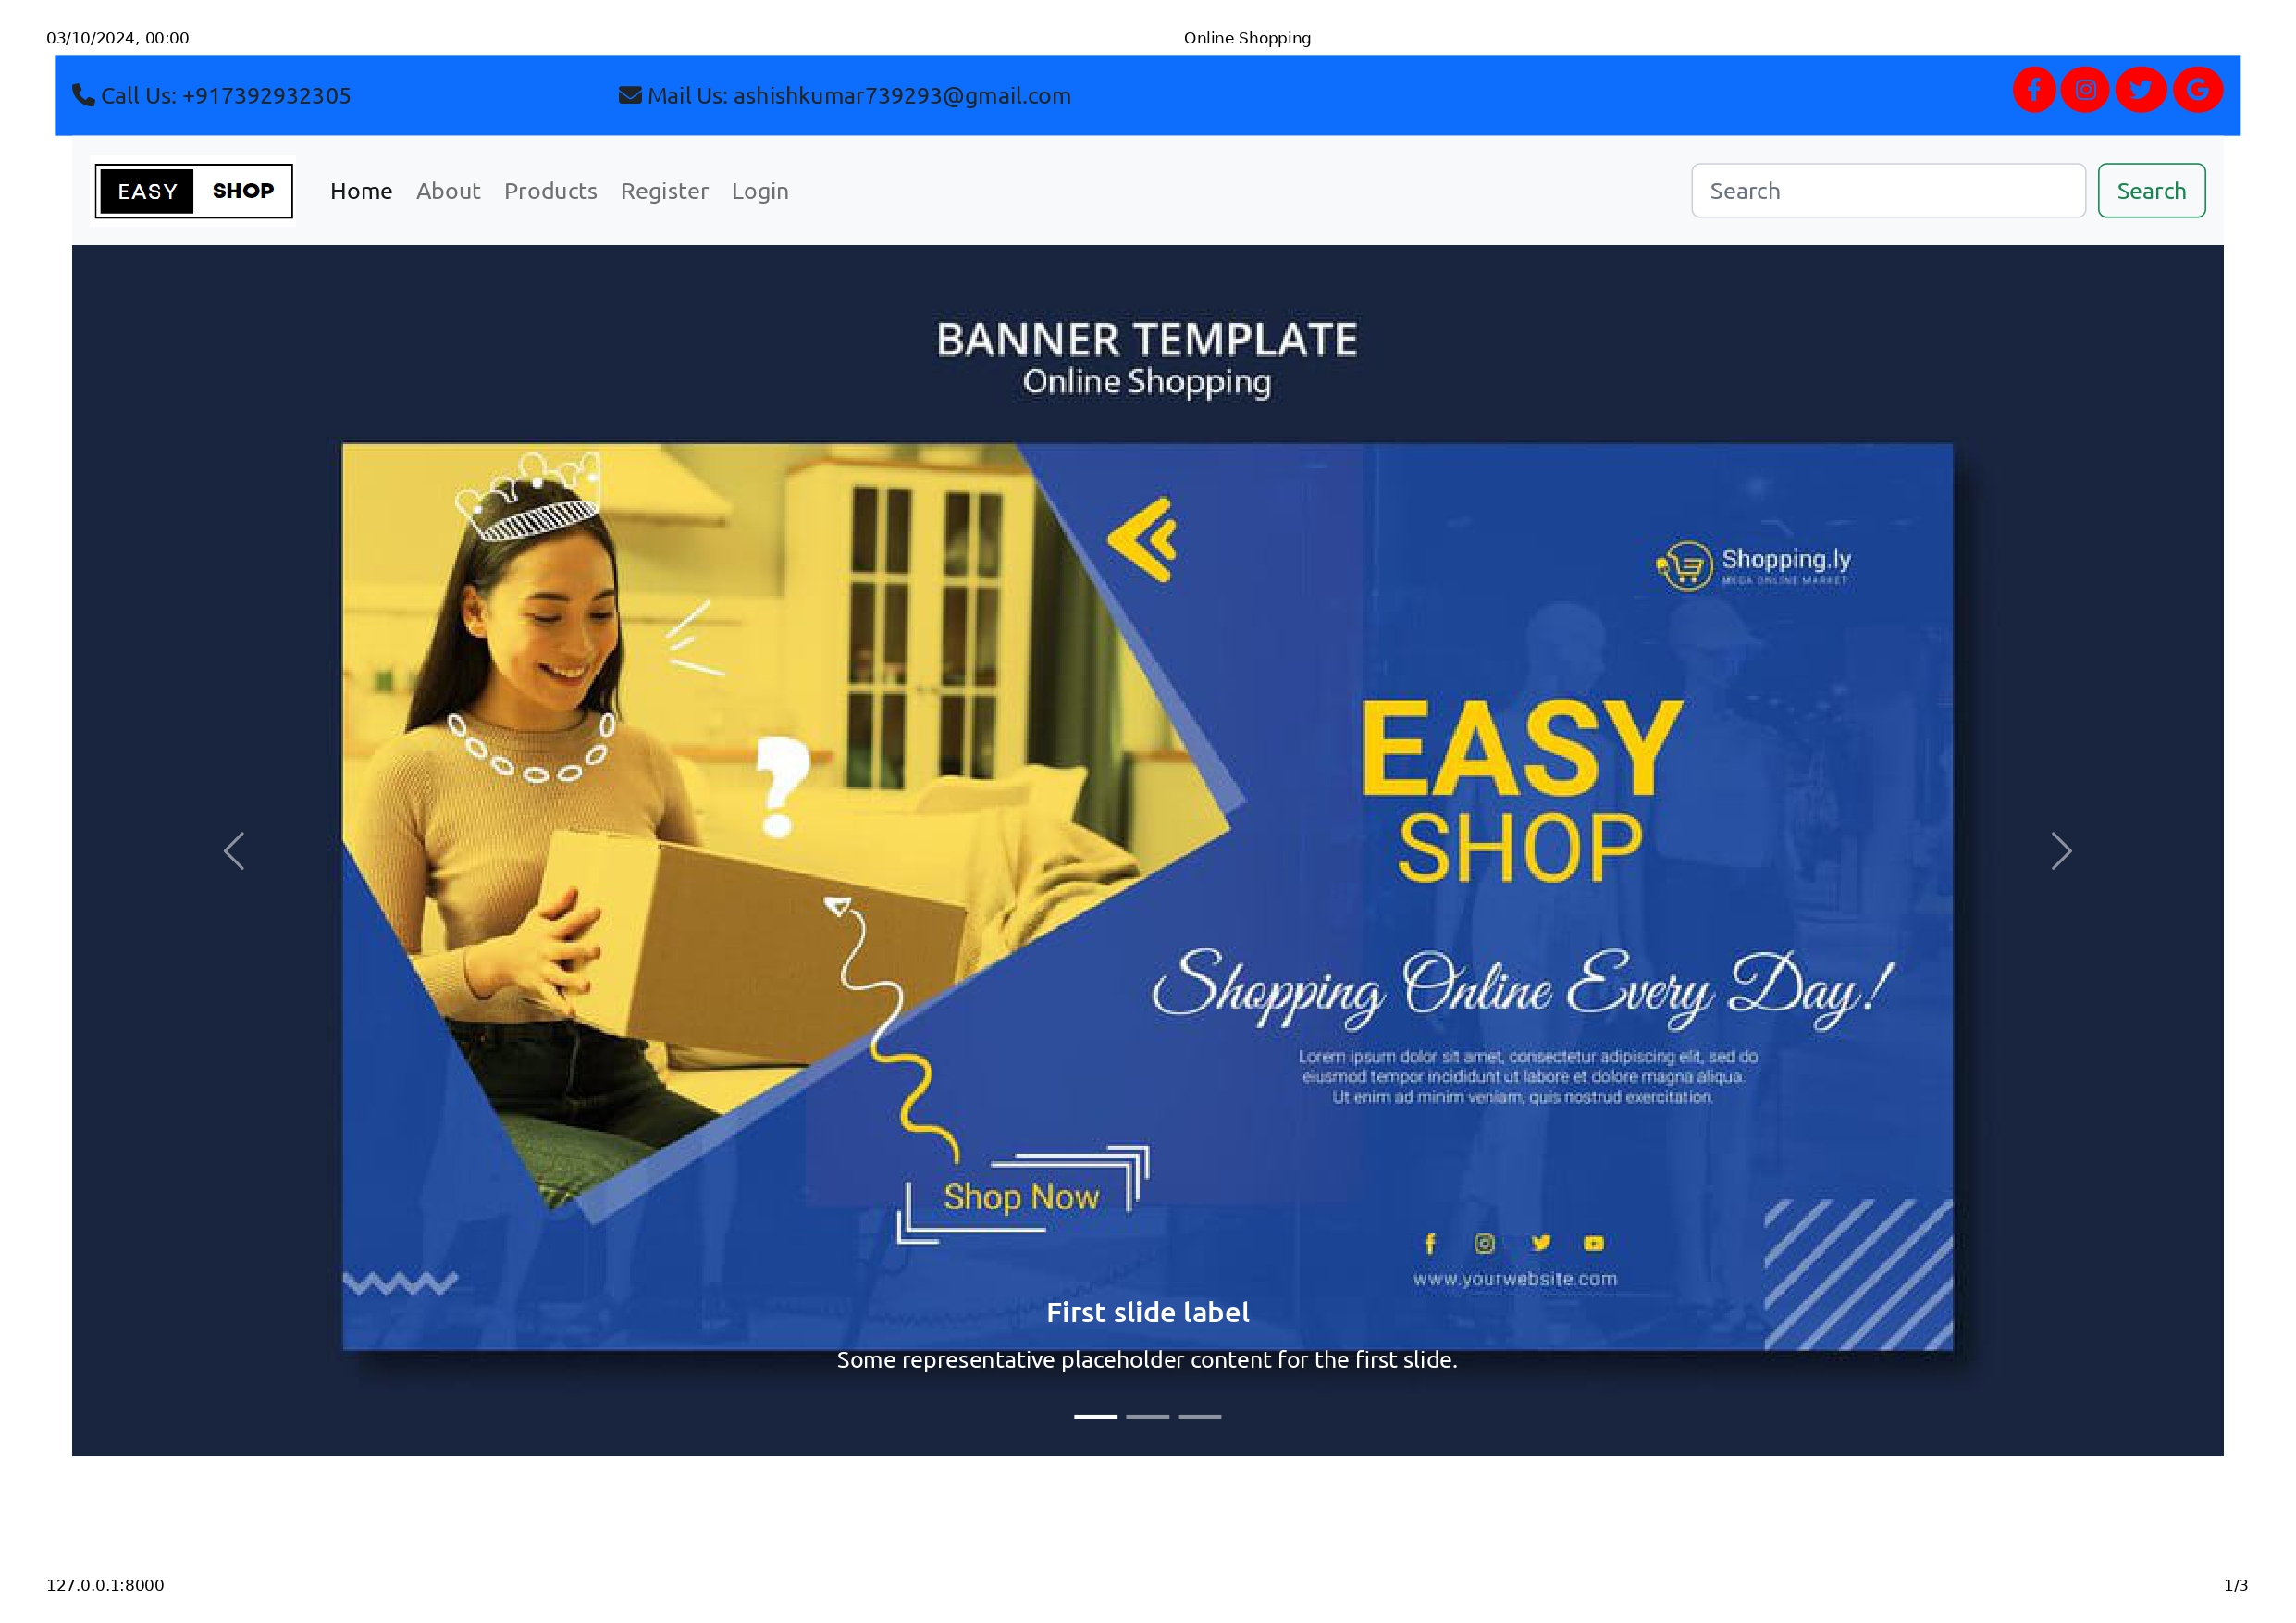 03/10/2024, 00:00
Online Shopping
Call Us: +917392932305
Mail Us: ashishkumar739293@gmail.com
EASY SHOP
Home
About
Products
Register
Login
Search
Search
BANNER TEMPLATE
Online Shopping
Shopping.ly
MEGA ONLINE MARKET
EASY
SHOP
Shopping Online Every Day!
Lorem ipsum dolor sit amet, consectetur adipiscing elit, sed do
eiusmod tempor incididunt ut labore et dolore magna aliqua.
Ut enim ad minim veniam, quis nostrud exercitation.
Shop Now
www.yourwebsite.com
First slide label
Some representative placeholder content for the first slide.
127.0.0.1:8000
1/3